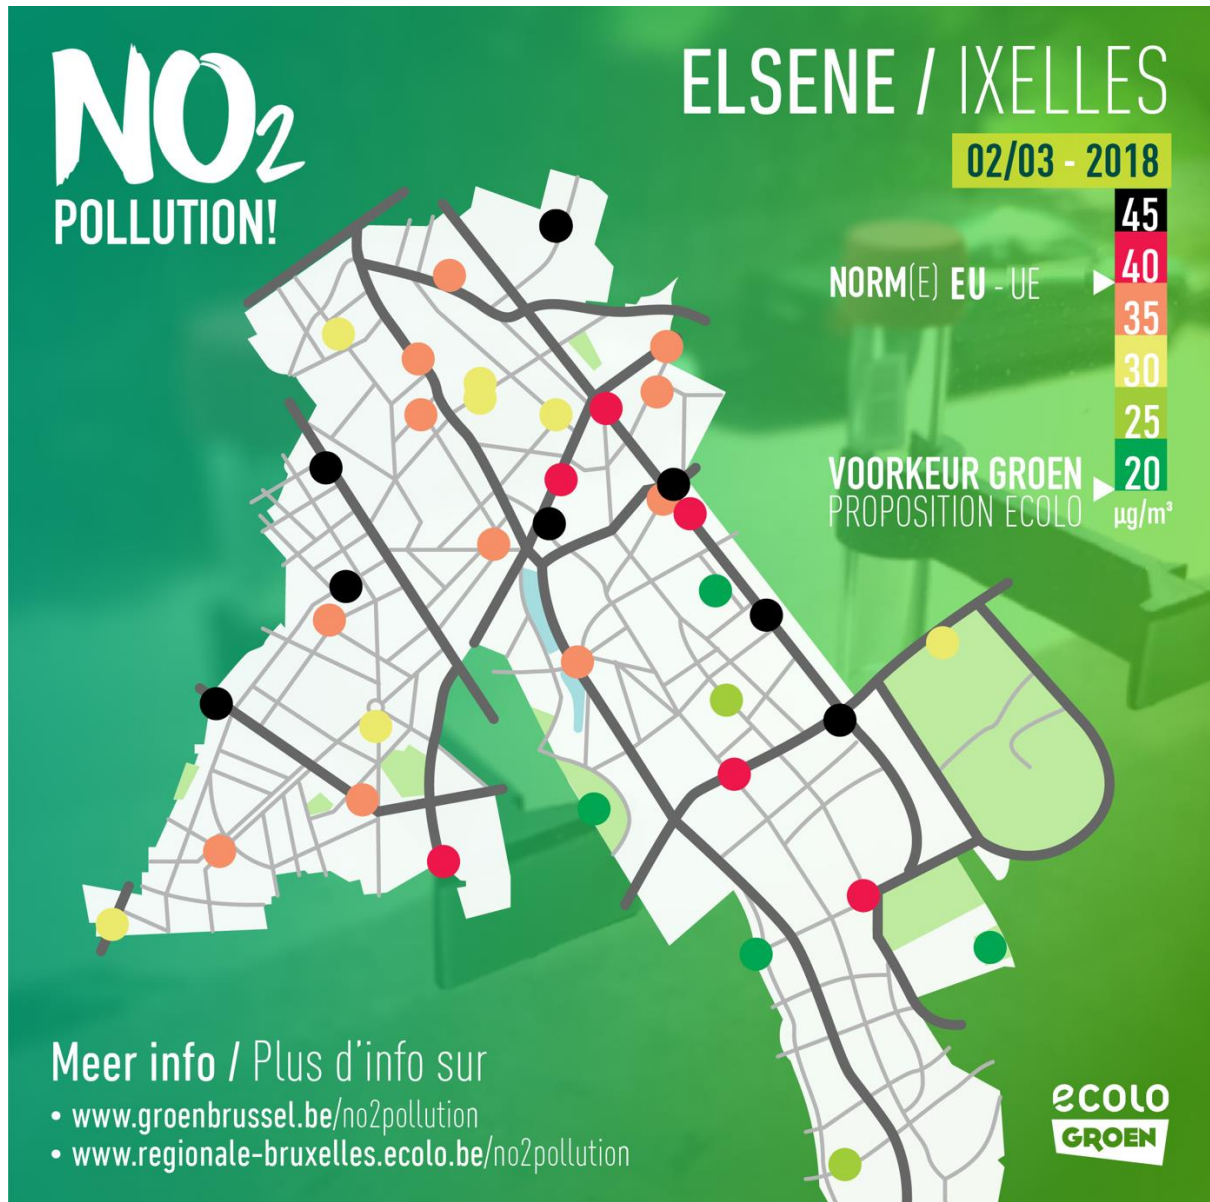 NO2
POLLUTION!
ELSENE / IXELLES
02/03 - 2018
45
40
NORM(E) EU - UE
35
30
25
20
VOORKEUR GROEN
PROPOSITION ECOLO
µg/m³
Meer info / Plus d'info sur
• www.groenbrussel.be/no2pollution
• www.regionale-bruxelles.ecolo.be/no2pollution
ecolo
GROEN